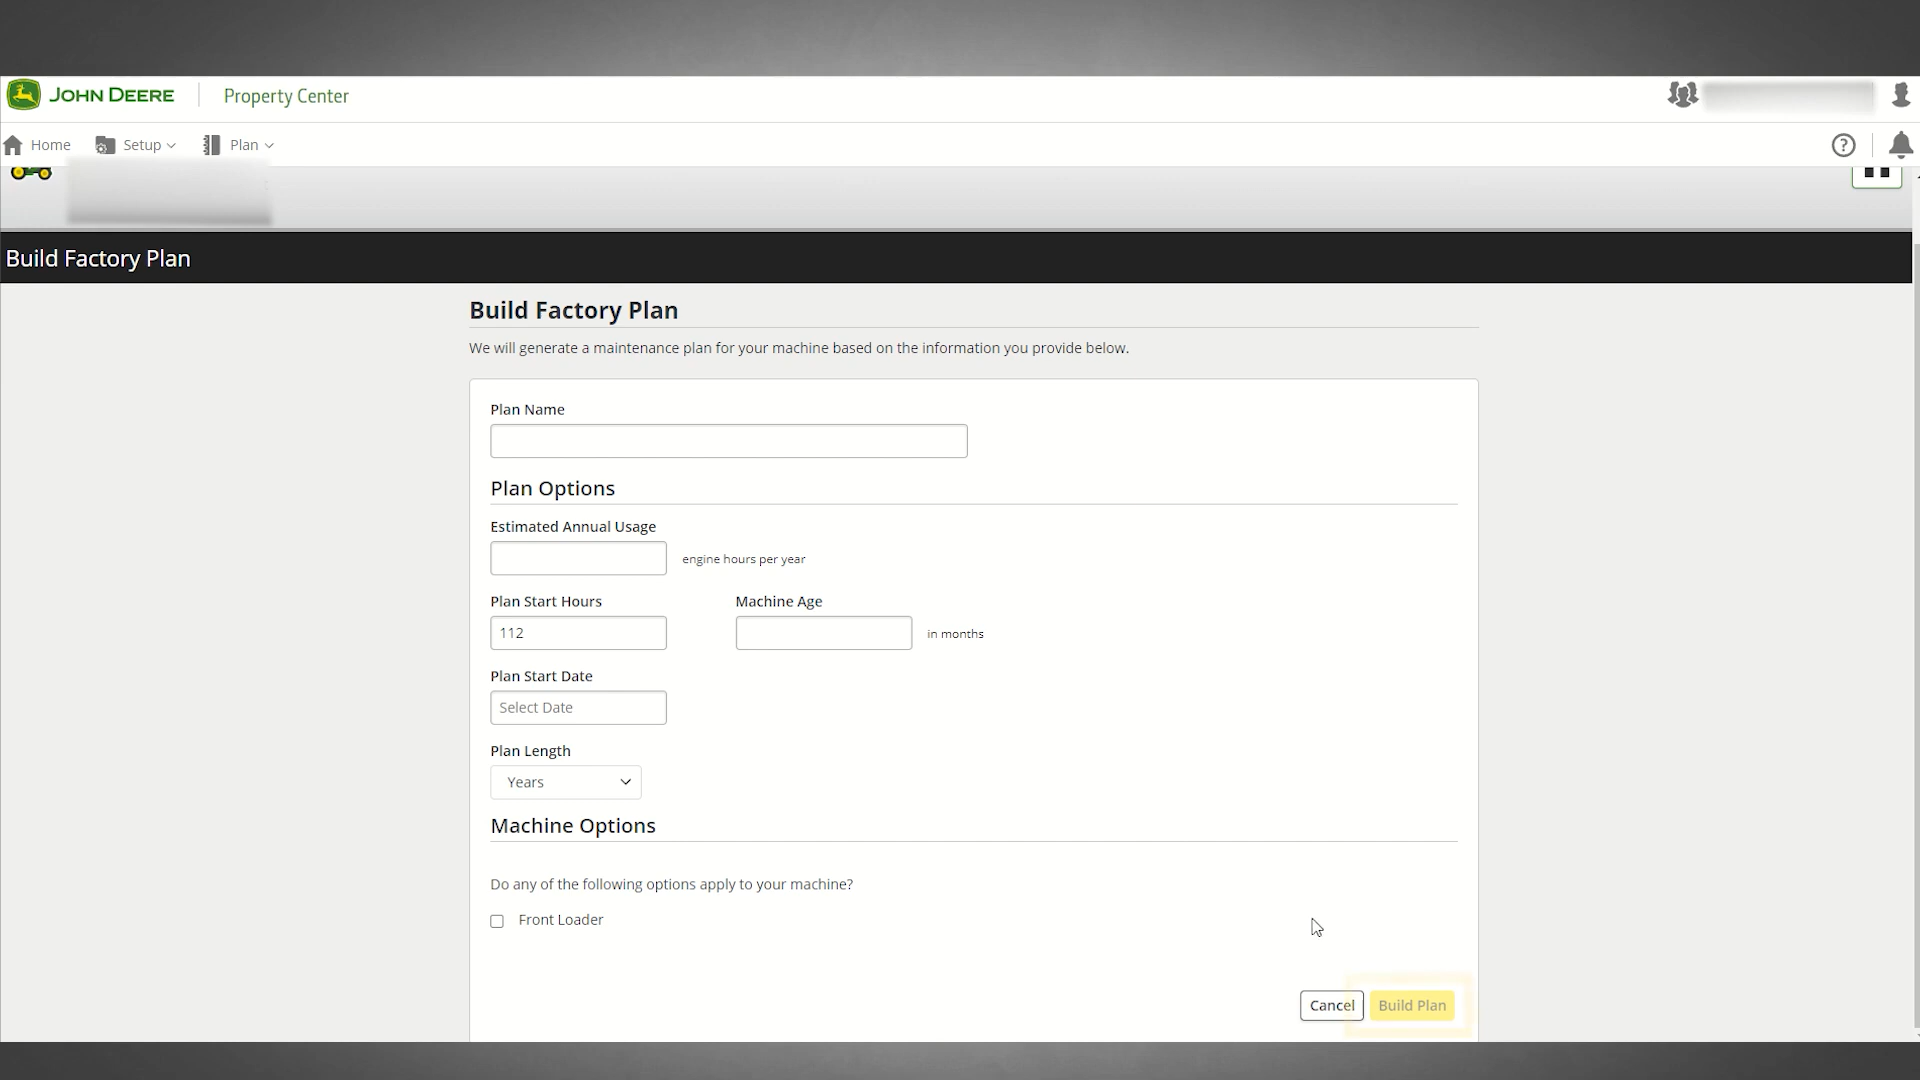 JOHN DEERE Property Center
Home Setup Plan
Build Factory Plan
Build Factory Plan
We will generate a maintenance plan for your machine based on the information you provide below.
Plan Name
Plan Options
Estimated Annual Usage
engine hours per year
Plan Start Hours Machine Age
112 in months
Plan Start Date
Select Date
Plan Length
Years
Machine Options
Do any of the following options apply to your machine?
Front Loader
Cancel Build Plan